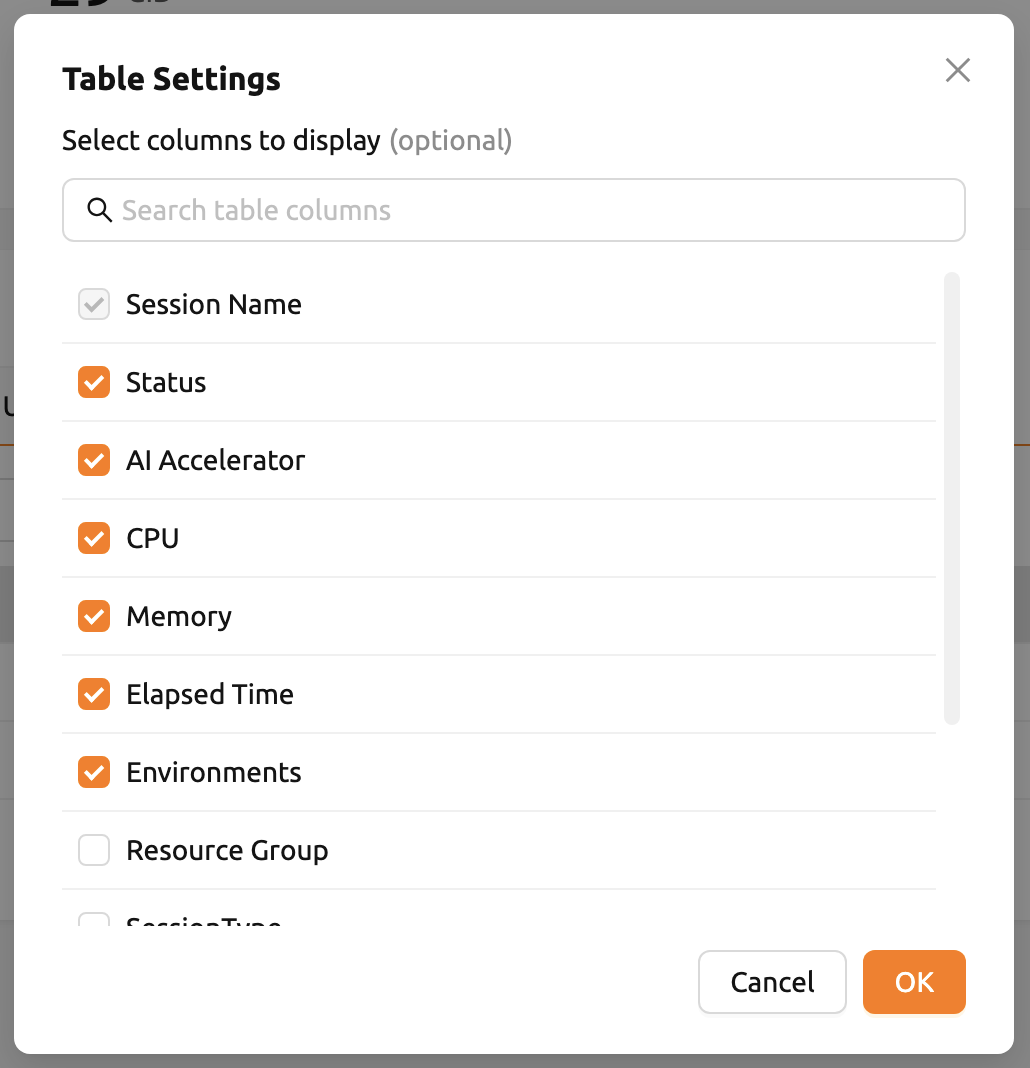 Table Settings
Select columns to display (optional)
Search table columns
Session Name
Status
AI Accelerator
CPU
Memory
Elapsed Time
Environments
Resource Group
SessionType
Cancel
OK